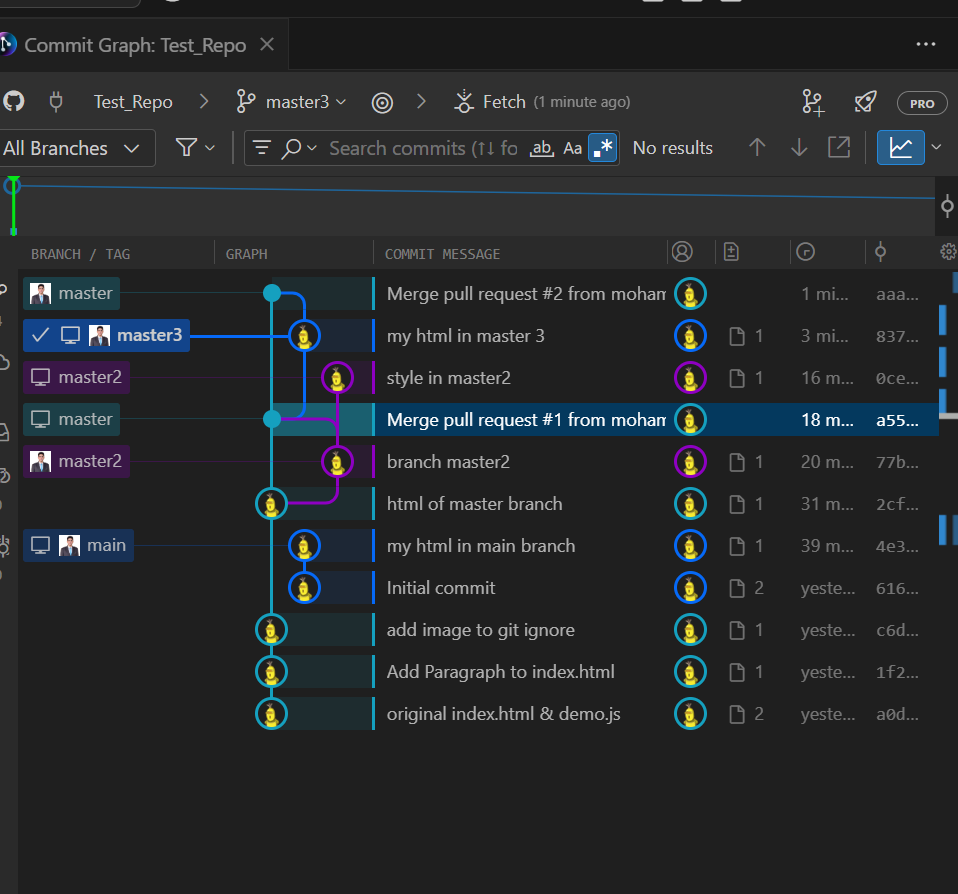 Commit Graph: Test_Repo
Test_Repo master3 Fetch (1 minute ago) PRO
All Branches Search commits (↑↓ fo ab Aa .* No results
BRANCH / TAG GRAPH COMMIT MESSAGE
master Merge pull request #2 from moham 1 mi... aaa...
master3 my html in master 3 1 3 mi... 837...
master2 style in master2 1 16 m... 0ce...
master Merge pull request #1 from moham 18 m... a55...
master2 branch master2 1 20 m... 77b...
html of master branch 1 31 m... 2cf...
main my html in main branch 1 39 m... 4e3...
Initial commit 2 yeste... 616...
add image to git ignore 1 yeste... c6d...
Add Paragraph to index.html 1 yeste... 1f2...
original index.html & demo.js 2 yeste... a0d...